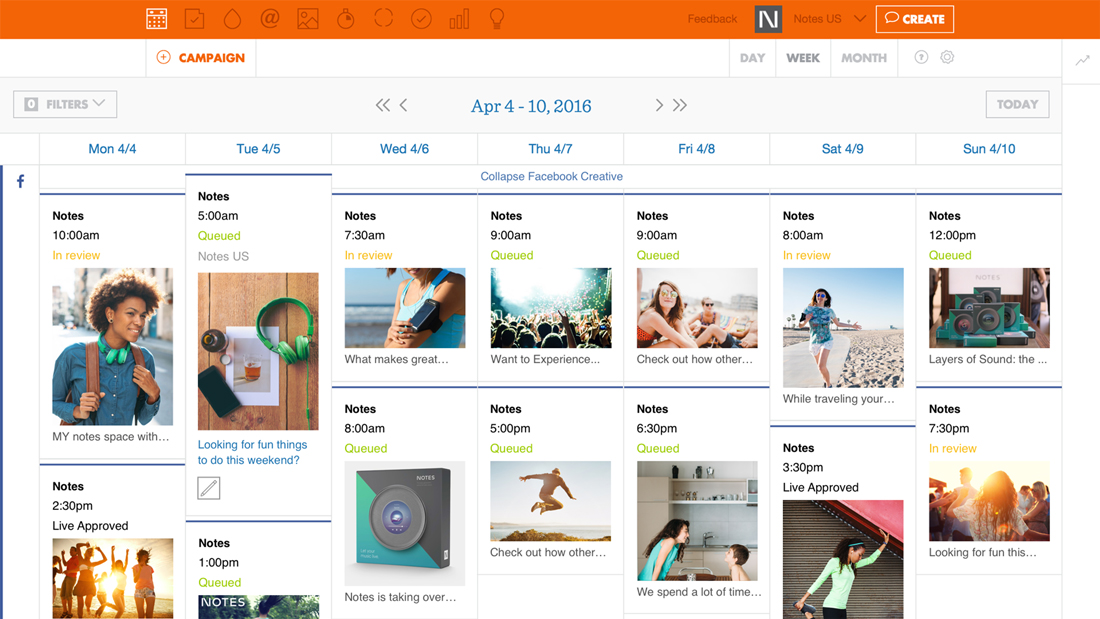 @
Feedback
N
Notes US
CREATE
CAMPAIGN
DAY
WEEK
MONTH
?
0 FILTERS
Apr 4 - 10, 2016
TODAY
Mon 4/4
Tue 4/5
Wed 4/6
Thu 4/7
Fri 4/8
Sat 4/9
Sun 4/10
f
Collapse Facebook Creative
Notes
10:00am
In review
MY notes space with…
Notes
2:30pm
Live Approved
Notes
5:00am
Queued
Notes US
Looking for fun things
to do this weekend?
Notes
1:00pm
Queued
NOTES
Notes
7:30am
In review
What makes great…
Notes
8:00am
Queued
NOTES
Notes is taking over…
Notes
9:00am
Queued
Want to Experience...
Notes
5:00pm
Queued
Check out how other…
Notes
9:00am
Queued
Check out how other…
Notes
6:30pm
Queued
We spend a lot of time…
Notes
8:00am
In review
While traveling your…
Notes
3:30pm
Live Approved
Notes
12:00pm
Queued
NOTES
Layers of Sound: the ...
Notes
7:30pm
In review
Looking for fun this…